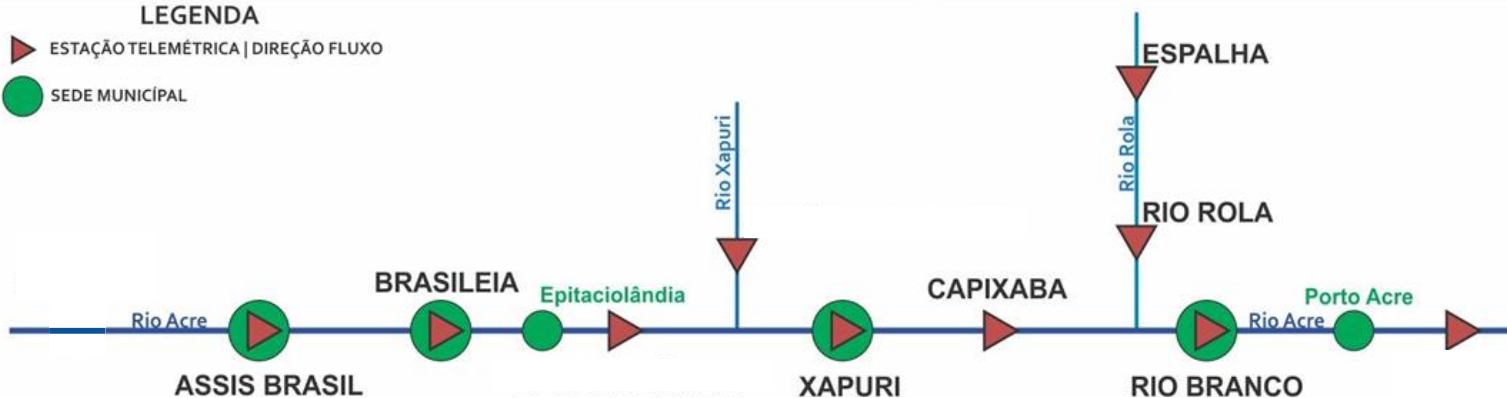 LEGENDA
ESTAÇÃO TELEMÉTRICA | DIREÇÃO FLUXO
SEDE MUNICÍPAL
ESPALHA
Rio Xapuri
Rio Rola
RIO ROLA
BRASILEIA
Epitaciolândia
CAPIXABA
Porto Acre
Rio Acre
Rio Acre
ASSIS BRASIL
XAPURI
RIO BRANCO